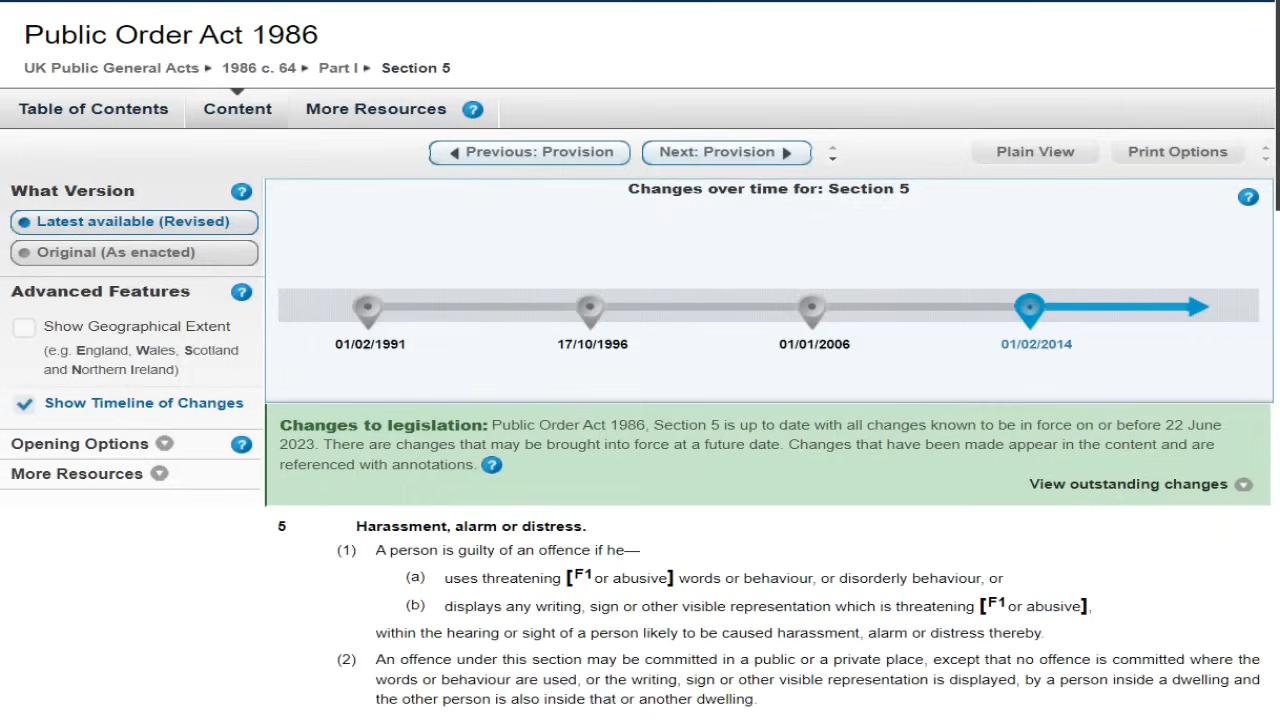 Public Order Act 1986
UK Public General Acts ▸ 1986 c. 64 ▸ Part I ▸ Section 5
Table of Contents
Content
More Resources ?
Previous: Provision
Next: Provision
Plain View
Print Options
What Version ?
Latest available (Revised)
Original (As enacted)
Advanced Features ?
Show Geographical Extent
(e.g. England, Wales, Scotland
and Northern Ireland)
Show Timeline of Changes
Opening Options ?
More Resources
Changes over time for: Section 5
?
01/02/1991
17/10/1996
01/01/2006
01/02/2014
Changes to legislation: Public Order Act 1986, Section 5 is up to date with all changes known to be in force on or before 22 June
2023. There are changes that may be brought into force at a future date. Changes that have been made appear in the content and are
referenced with annotations. ?
View outstanding changes
5 Harassment, alarm or distress.
(1) A person is guilty of an offence if he—
(a) uses threatening [F1 or abusive] words or behaviour, or disorderly behaviour, or
(b) displays any writing, sign or other visible representation which is threatening [F1 or abusive],
within the hearing or sight of a person likely to be caused harassment, alarm or distress thereby.
(2) An offence under this section may be committed in a public or a private place, except that no offence is committed where the
words or behaviour are used, or the writing, sign or other visible representation is displayed, by a person inside a dwelling and
the other person is also inside that or another dwelling.